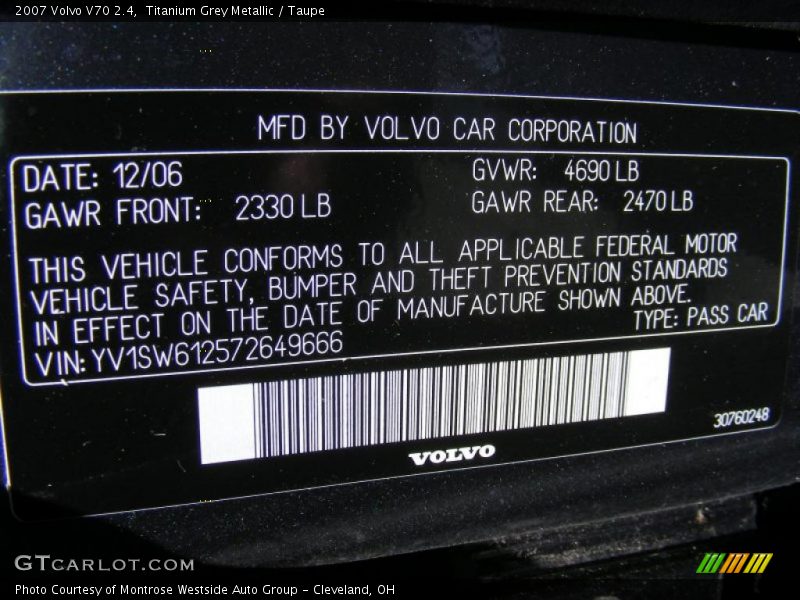 2007 Volvo V70 2.4,  Titanium Grey Metallic / Taupe
MFD BY VOLVO CAR CORPORATION
DATE: 12/06 GVWR: 4690 LB
GAWR FRONT: 2330 LB GAWR REAR: 2470 LB
THIS VEHICLE CONFORMS TO ALL APPLICABLE FEDERAL MOTOR
VEHICLE SAFETY, BUMPER AND THEFT PREVENTION STANDARDS
IN EFFECT ON THE DATE OF MANUFACTURE SHOWN ABOVE.
VIN: YV1SW612572649666 TYPE: PASS CAR
30760248
VOLVO
GTCARLOT.COM
Photo Courtesy of Montrose Westside Auto Group - Cleveland, OH